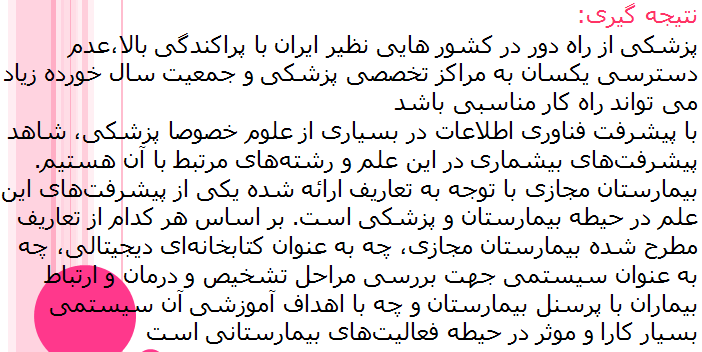 نتیجه گیری:
پزشکی از راه دور در کشور هایی نظیر ایران با پراکندگی بالا،عدم
دسترسی یکسان به مراکز تخصصی پزشکی و جمعیت سال خورده زیاد
می تواند راه کار مناسبی باشد
با پیشرفت فناوری اطلاعات در بسیاری از علوم خصوصا پزشکی، شاهد
پیشرفت‌های بیشماری در این علم و رشته‌های مرتبط با آن هستیم.
بیمارستان مجازی با توجه به تعاریف ارائه شده یکی از پیشرفت‌های این
علم در حیطه بیمارستان و پزشکی است. بر اساس هر کدام از تعاریف
مطرح شده بیمارستان مجازی، چه به عنوان کتابخانه‌ای دیجیتالی، چه
به عنوان سیستمی جهت بررسی مراحل تشخیص و درمان و ارتباط
بیماران با پرسنل بیمارستان و چه با اهداف آموزشی آن سیستمی
بسیار کارا و موثر در حیطه فعالیت‌های بیمارستانی است